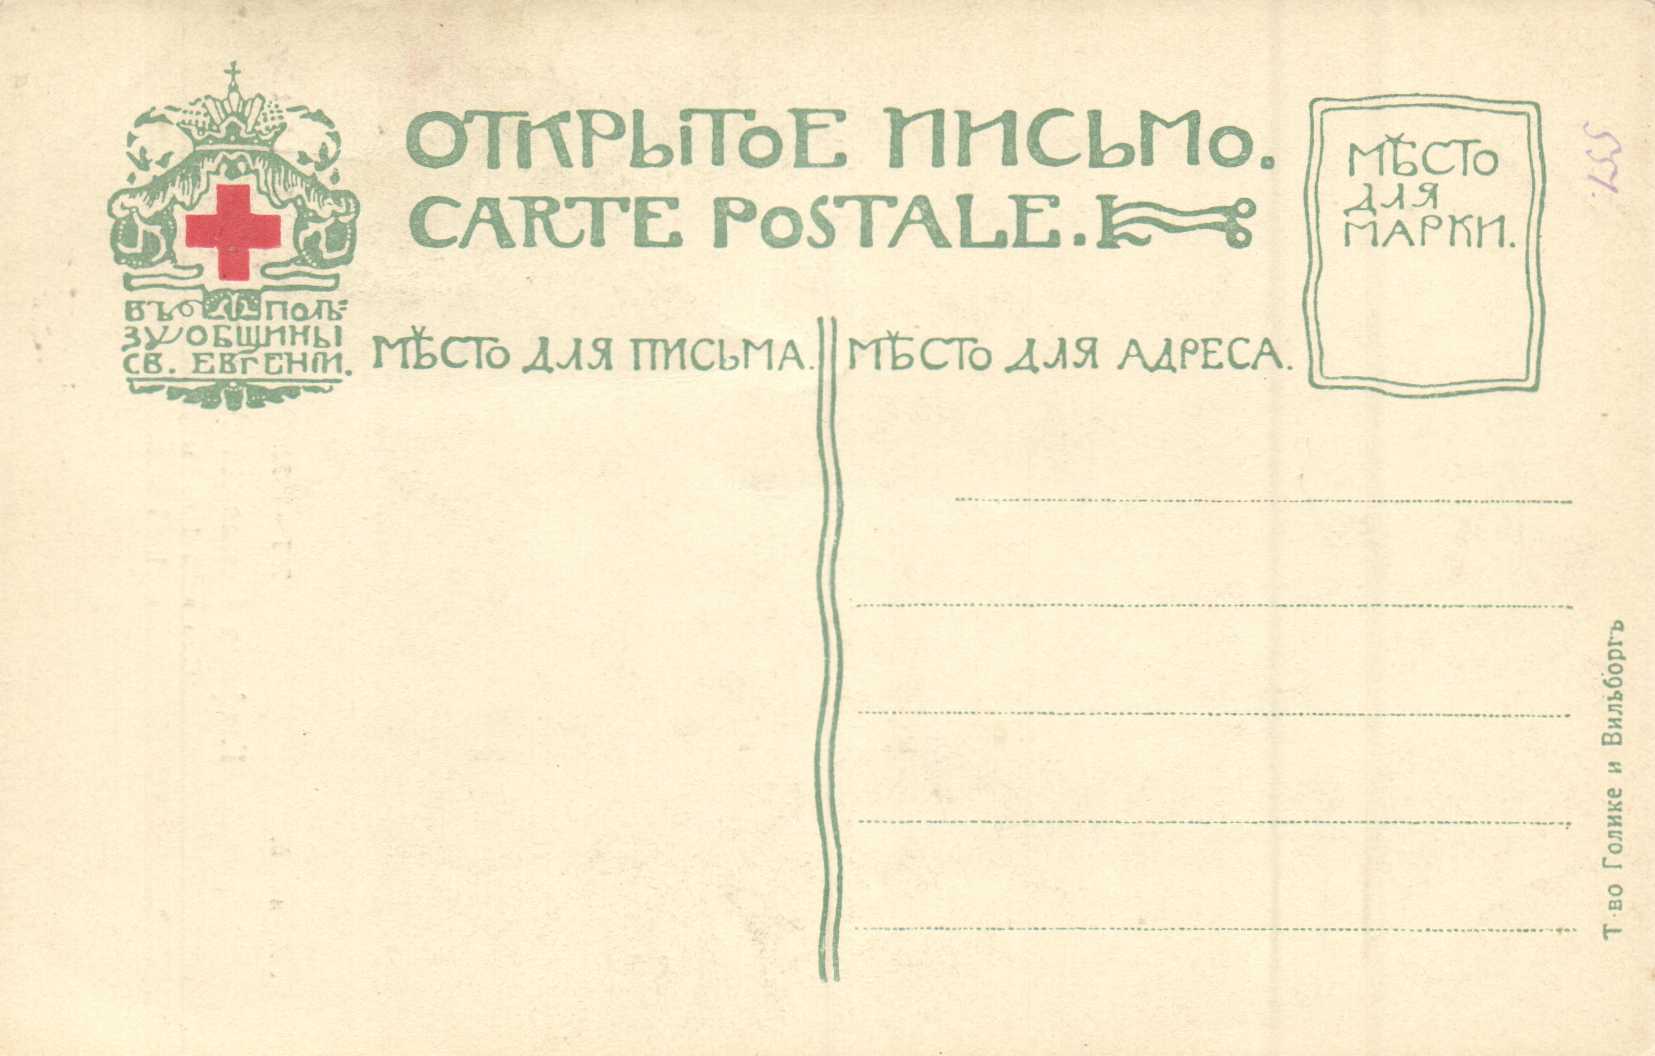 ОТКРЫТОЕ ПИСЬМО.
CARTE POSTALE.
МѢСТО
ДЛЯ
МАРКИ.
ВЪ ПОЛЬ=
ЗУ ОБЩИНЫ
СВ. ЕВГЕНІИ.
МѢСТО ДЛЯ ПИСЬМА.
МѢСТО ДЛЯ АДРЕСА.
Т-во Голике и Вильборгъ